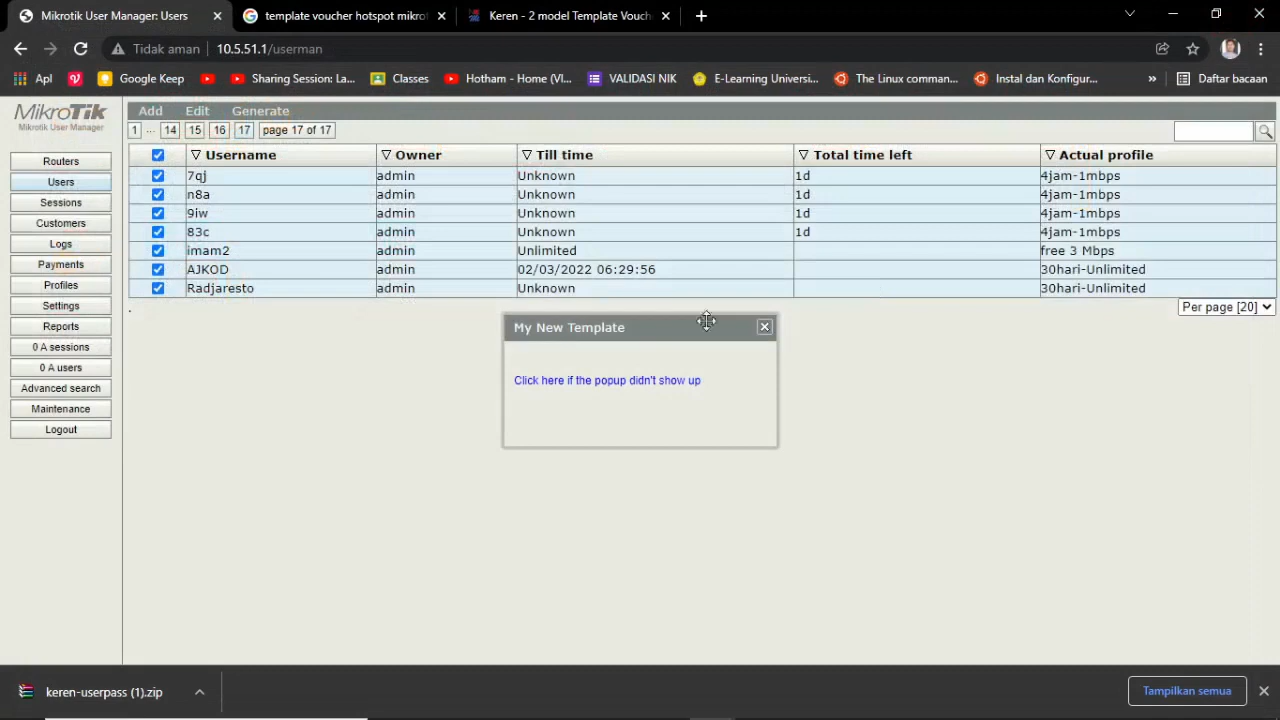 Mikrotik User Manager: Users
template voucher hotspot mikrot
Keren - 2 model Template Vouch
Tidak aman
10.5.51.1/userman
Apl
Google Keep
Sharing Session: La...
Classes
Hotham - Home (VI...
VALIDASI NIK
E-Learning Universi...
The Linux comman...
Instal dan Konfigur...
»
Daftar bacaan
MikroTik
Mikrotik User Manager
Routers
Users
Sessions
Customers
Logs
Payments
Profiles
Settings
Reports
0 A sessions
0 A users
Advanced search
Maintenance
Logout
Add Edit Generate
1 ... 14 15 16 17 page 17 of 17
Username Owner Till time Total time left Actual profile
7qj admin Unknown 1d 4jam-1mbps
n8a admin Unknown 1d 4jam-1mbps
9iw admin Unknown 1d 4jam-1mbps
83c admin Unknown 1d 4jam-1mbps
imam2 admin Unlimited free 3 Mbps
AJKOD admin 02/03/2022 06:29:56 30hari-Unlimited
Radjaresto admin Unknown 30hari-Unlimited
Per page [20]
My New Template
Click here if the popup didn't show up
keren-userpass (1).zip
Tampilkan semua